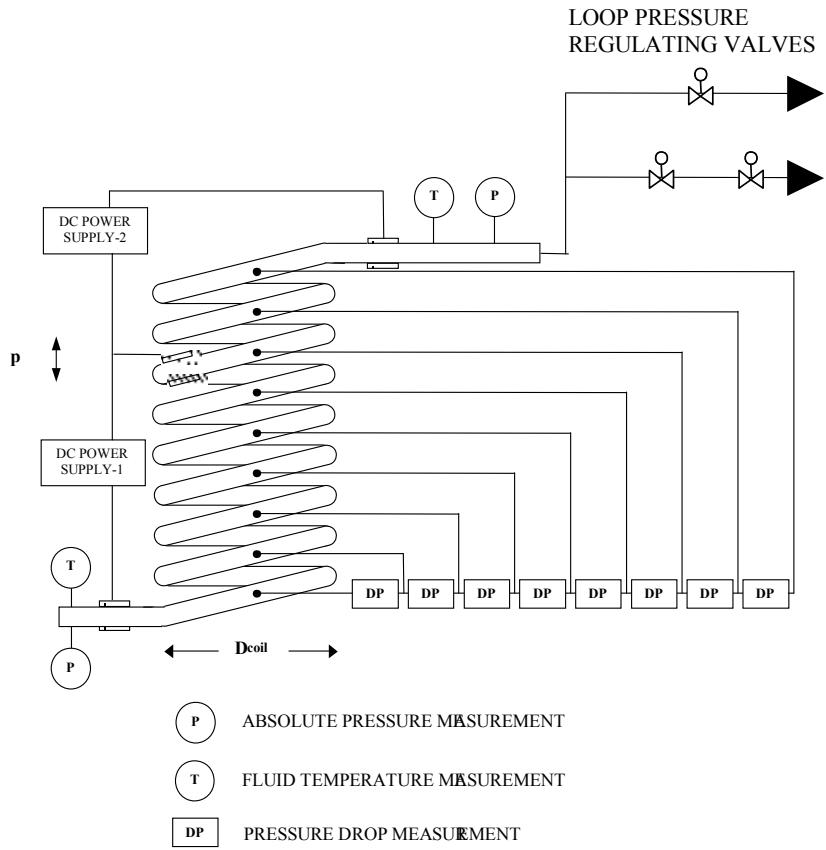 LOOP PRESSURE
REGULATING VALVES
T
P
DC POWER
SUPPLY-2
p
DC POWER
SUPPLY-1
T
DP DP DP DP DP DP DP DP
Dcoil
P
P ABSOLUTE PRESSURE MEASUREMENT
T FLUID TEMPERATURE MEASUREMENT
DP PRESSURE DROP MEASUREMENT